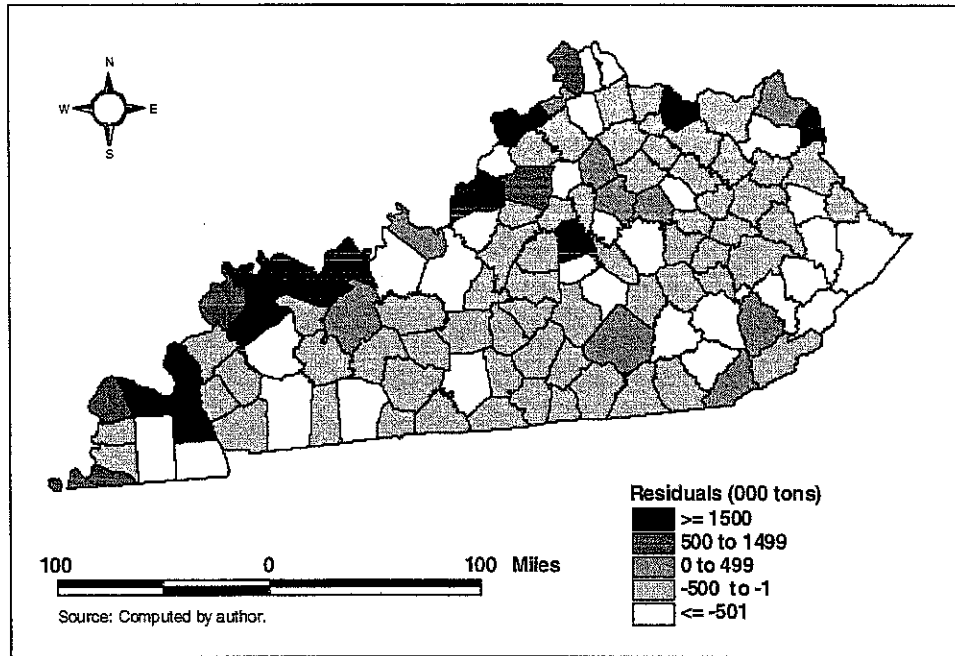 N
W E
S
Residuals (000 tons)
>= 1500
500 to 1499
0 to 499
-500 to -1
<= -501
100 0 100 Miles
Source: Computed by author.